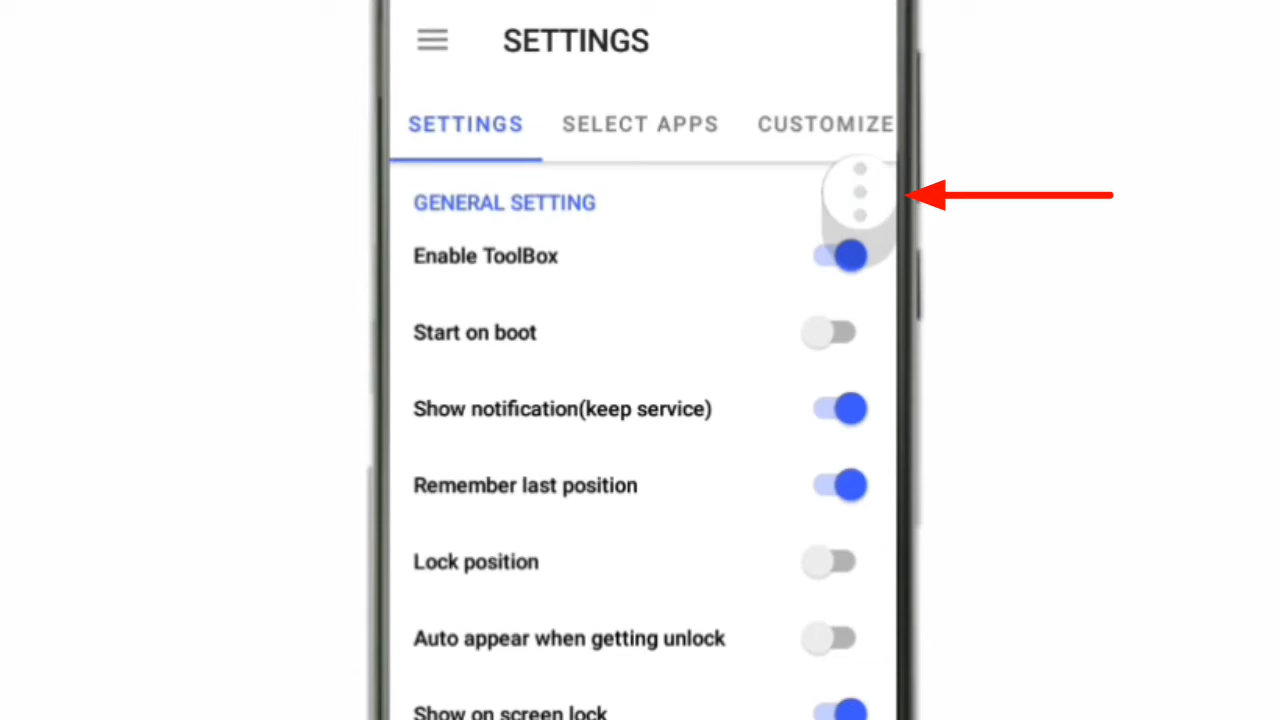 SETTINGS
SETTINGS SELECT APPS CUSTOMIZE
GENERAL SETTING
Enable ToolBox
Start on boot
Show notification(keep service)
Remember last position
Lock position
Auto appear when getting unlock
Show on screen lock